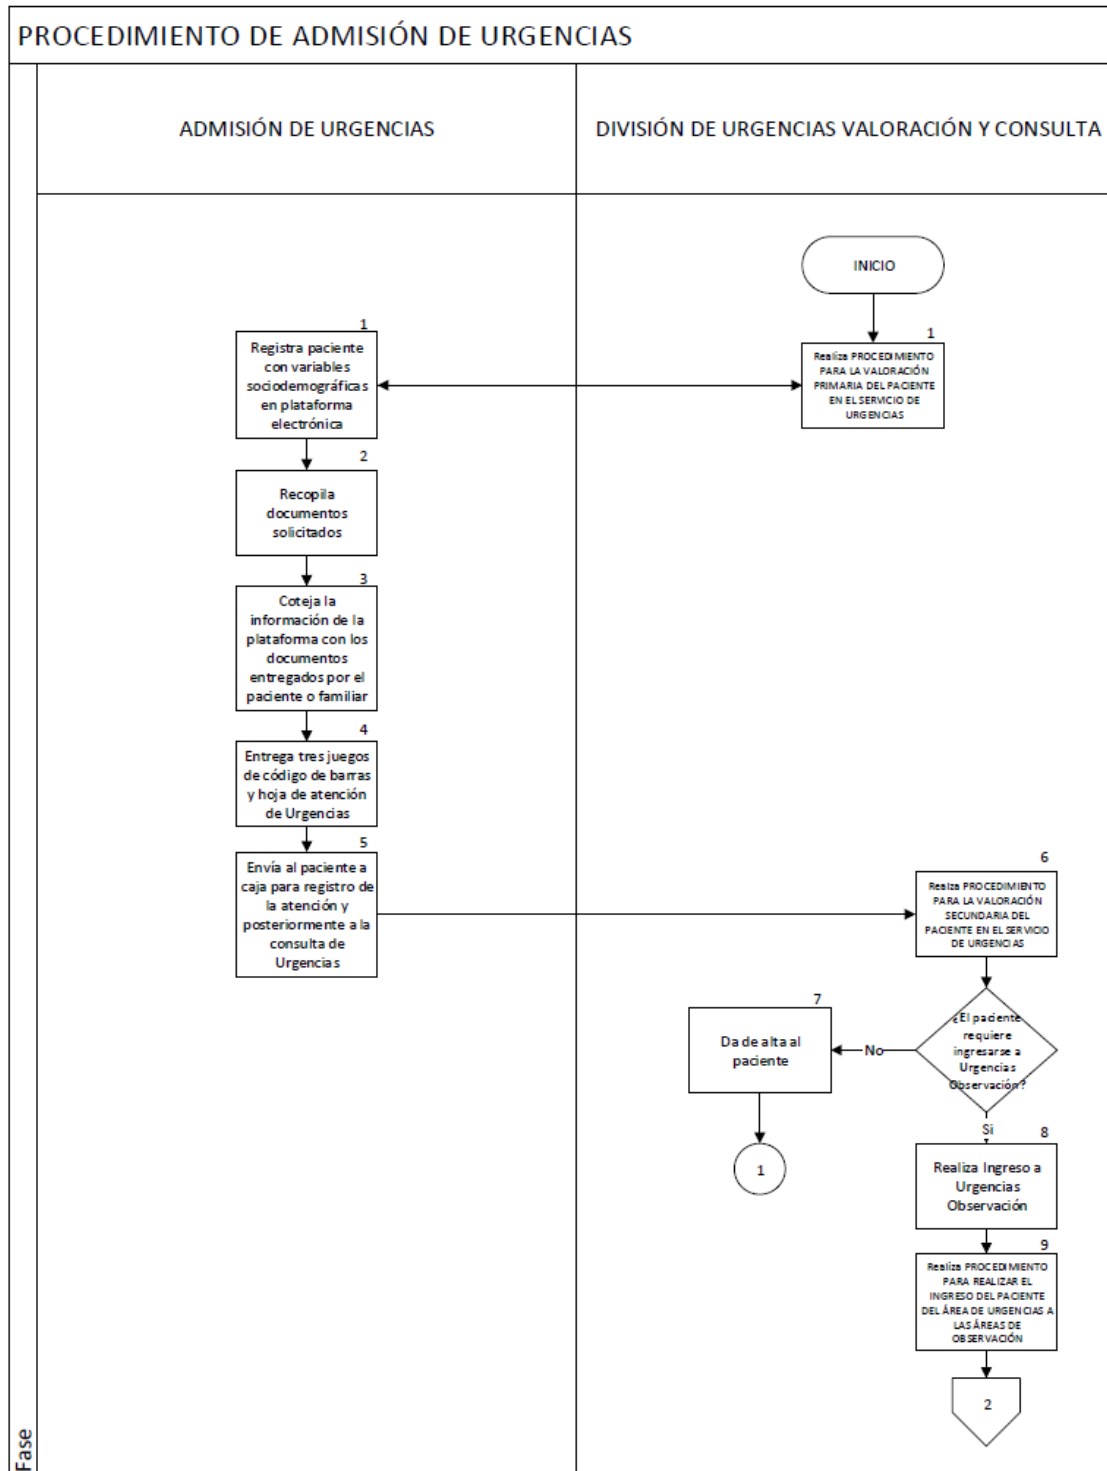 PROCEDIMIENTO DE ADMISIÓN DE URGENCIAS
ADMISIÓN DE URGENCIAS
DIVISIÓN DE URGENCIAS VALORACIÓN Y CONSULTA
INICIO
1
Realiza PROCEDIMIENTO
PARA LA VALORACIÓN
PRIMARIA DEL PACIENTE
EN EL SERVICIO DE
URGENCIAS
1
Registra paciente
con variables
sociodemográficas
en plataforma
electrónica
2
Recopila
documentos
solicitados
3
Coteja la
información de la
plataforma con los
documentos
entregados por el
paciente o familiar
4
Entrega tres juegos
de código de barras
y hoja de atención
de Urgencias
5
Envía al paciente a
caja para registro de
la atención y
posteriormente a la
consulta de
Urgencias
6
Realza PROCEDIMIENTO
PARA LA VALORACIÓN
SECUNDARIA DEL
PACIENTE EN EL SERVICIO
DE URGENCIAS
¿El paciente
requiere
ingresarse a
Urgencias
Observación?
No
7
Da de alta al
paciente
1
Si
8
Realiza Ingreso a
Urgencias
Observación
9
Realiza PROCEDIMIENTO
PARA REALIZAR EL
INGRESO DEL PACIENTE
DEL ÁREA DE URGENCIAS A
LAS ÁREAS DE
OBSERVACIÓN
2
Fase